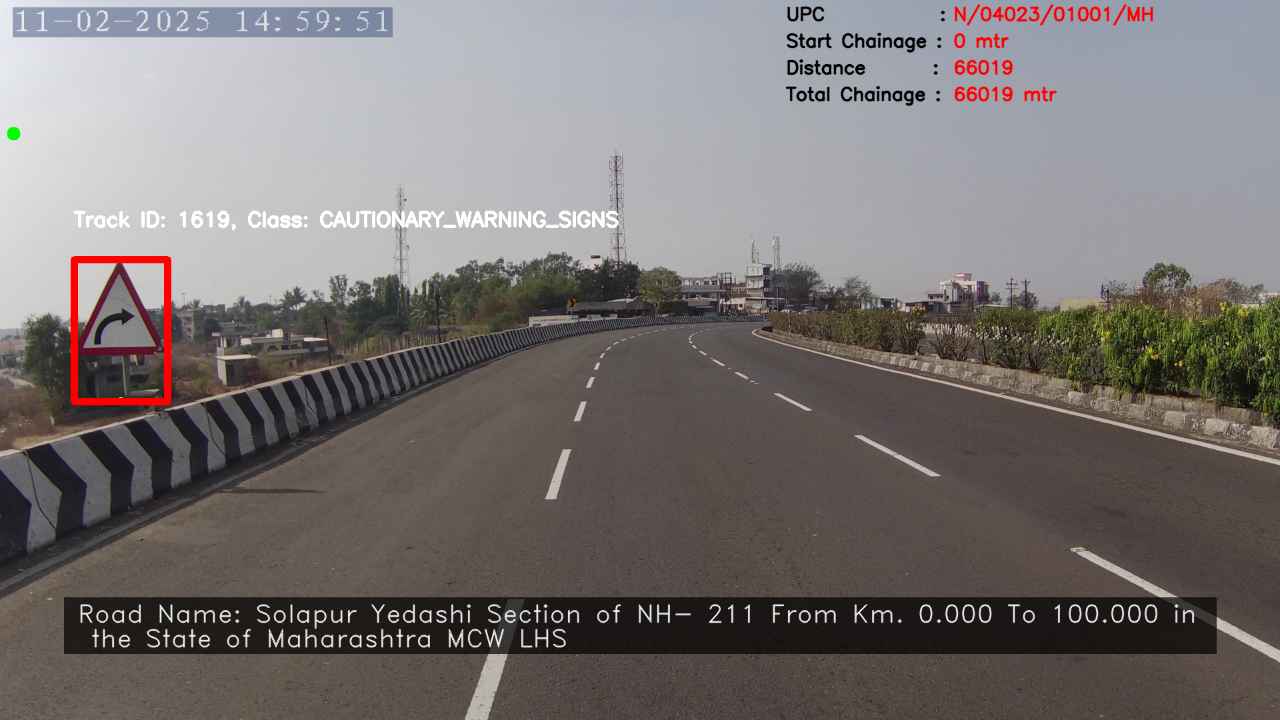 11-02-2025 14:59:51
UPC : N/04023/01001/MH
Start Chainage : 0 mtr
Distance : 66019
Total Chainage : 66019 mtr
Track ID: 1619, Class: CAUTIONARY_WARNING_SIGNS
Road Name: Solapur Yedashi Section of NH- 211 From Km. 0.000 To 100.000 in
the State of Maharashtra MCW LHS